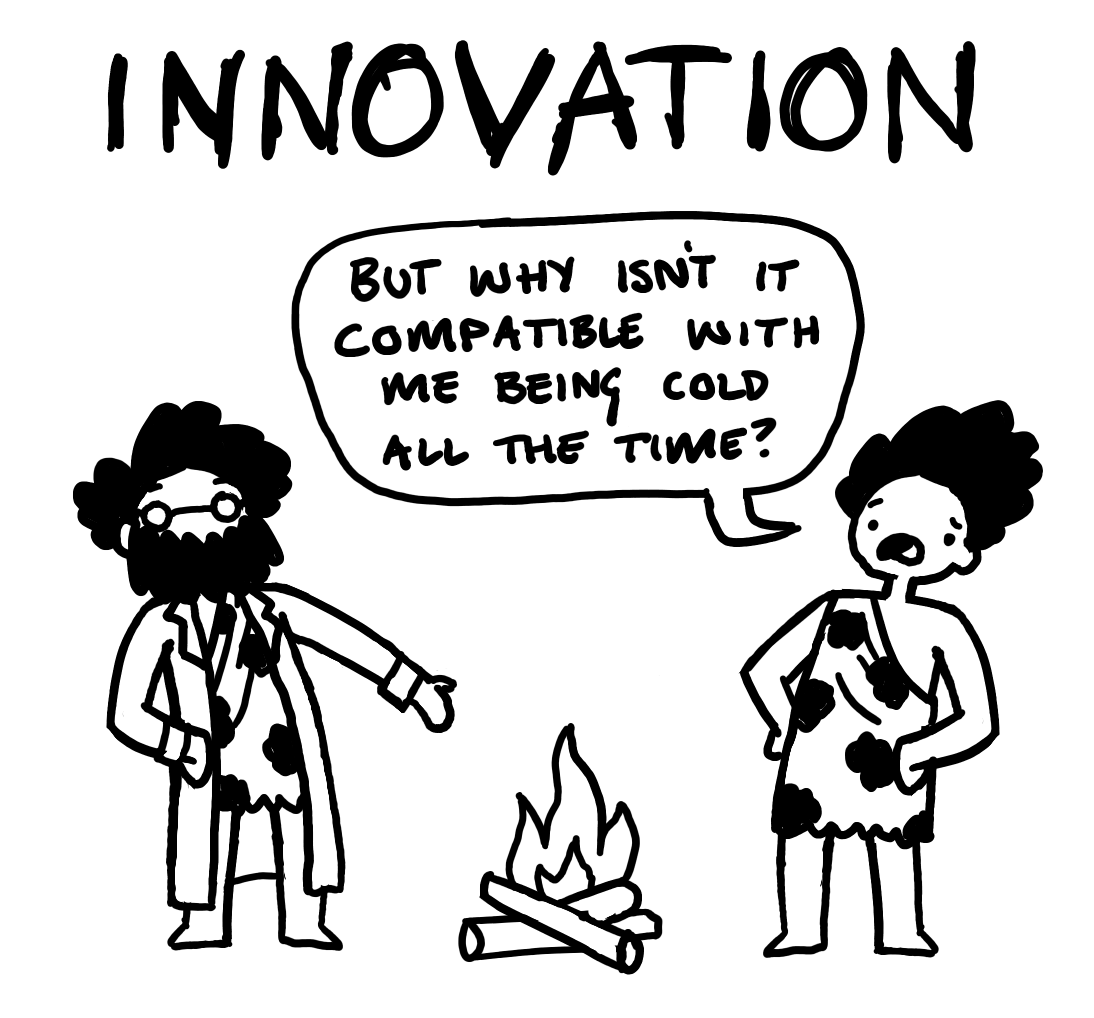 INNOVATION
BUT WHY ISN'T IT
COMPATIBLE WITH
ME BEING COLD
ALL THE TIME?